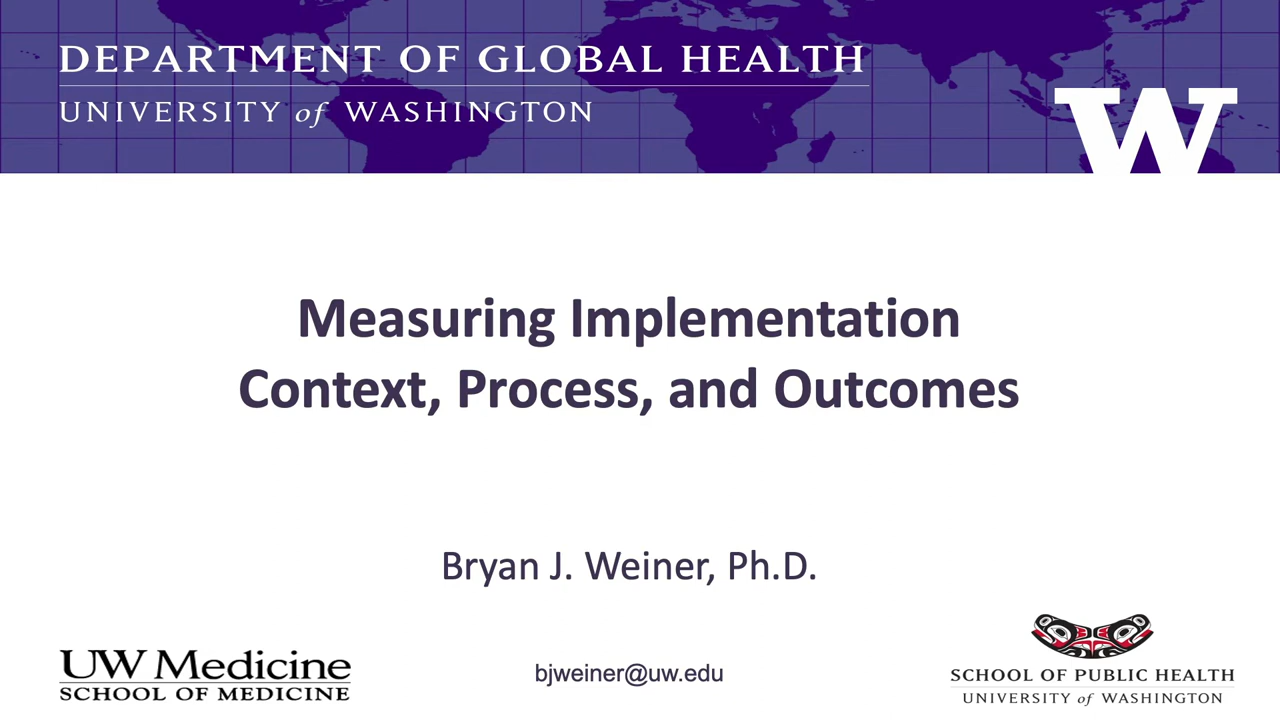 DEPARTMENT OF GLOBAL HEALTH
UNIVERSITY of WASHINGTON
W
Measuring Implementation
Context, Process, and Outcomes
Bryan J. Weiner, Ph.D.
UW Medicine
SCHOOL OF MEDICINE
bjweiner@uw.edu
SCHOOL OF PUBLIC HEALTH
UNIVERSITY of WASHINGTON